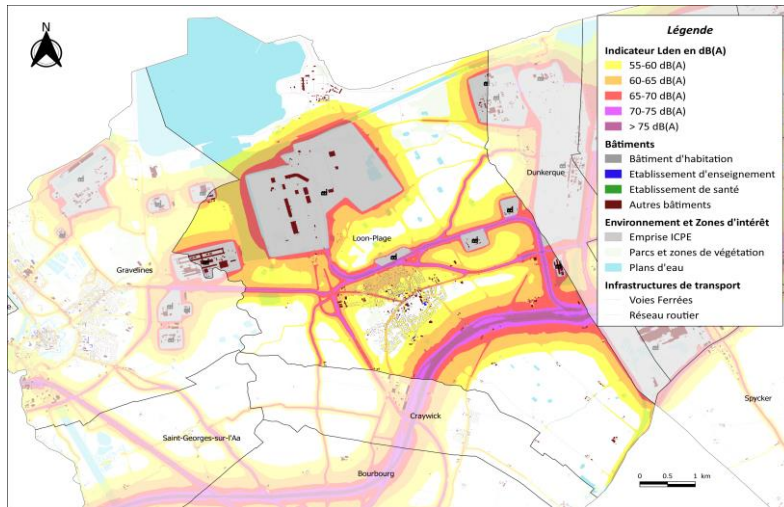 N
Légende
Indicateur Lden en dB(A)
55-60 dB(A)
60-65 dB(A)
65-70 dB(A)
70-75 dB(A)
> 75 dB(A)
Bâtiments
Bâtiment d'habitation
Etablissement d'enseignement
Etablissement de santé
Autres bâtiments
Environnement et Zones d'intérêt
Emprise ICPE
Parcs et zones de végétation
Plans d'eau
Infrastructures de transport
Voies Ferrées
Réseau routier
Dunkerque
Loon-Plage
Gravelines
Craywick
Spycker
Saint-Georges-sur-l'Aa
Bourbourg
0 0.5 1 km